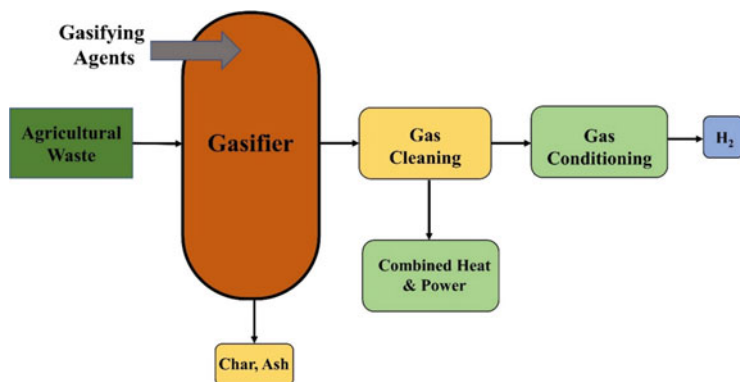 Gasifying
Agents
Agricultural
Waste
Gasifier
Gas
Cleaning
Gas
Conditioning
H₂
Combined Heat
& Power
Char, Ash